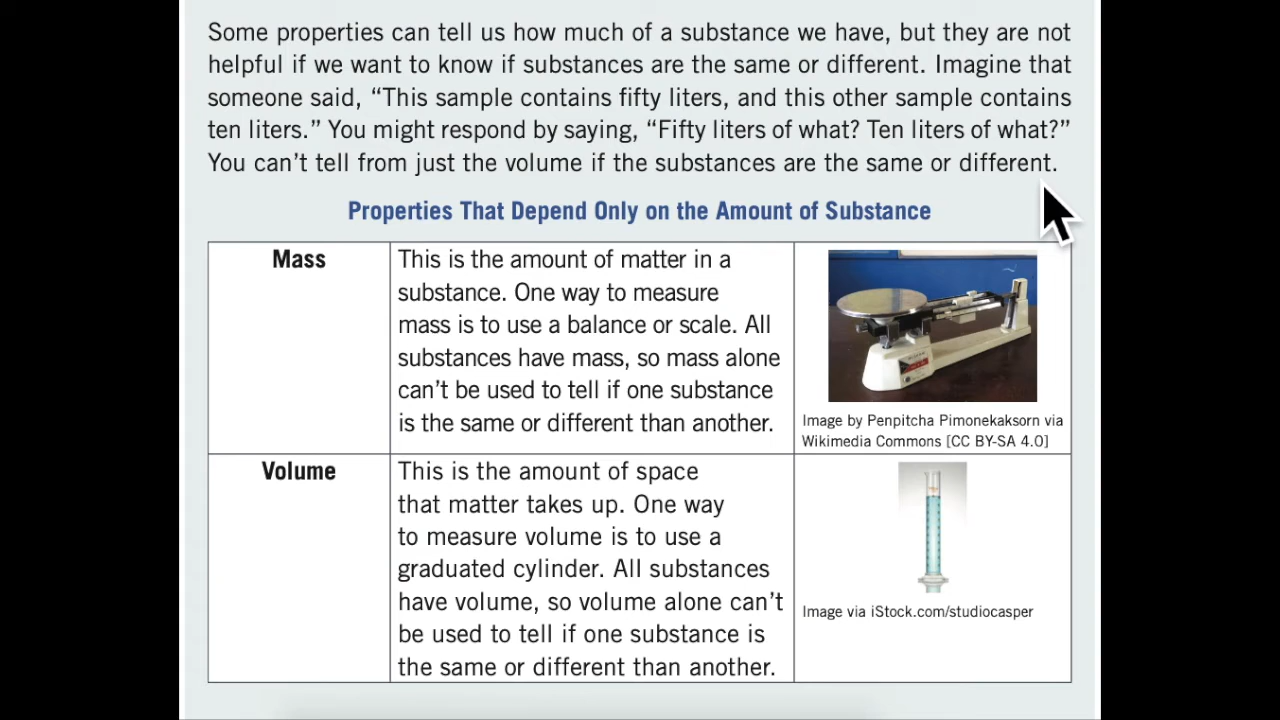 Some properties can tell us how much of a substance we have, but they are not
helpful if we want to know if substances are the same or different. Imagine that
someone said, “This sample contains fifty liters, and this other sample contains
ten liters.” You might respond by saying, “Fifty liters of what? Ten liters of what?”
You can’t tell from just the volume if the substances are the same or different.
Properties That Depend Only on the Amount of Substance
Mass
This is the amount of matter in a
substance. One way to measure
mass is to use a balance or scale. All
substances have mass, so mass alone
can’t be used to tell if one substance
is the same or different than another.
Image by Penpitcha Pimonekaksorn via
Wikimedia Commons [CC BY-SA 4.0]
Volume
This is the amount of space
that matter takes up. One way
to measure volume is to use a
graduated cylinder. All substances
have volume, so volume alone can’t
be used to tell if one substance is
the same or different than another.
Image via iStock.com/studiocasper